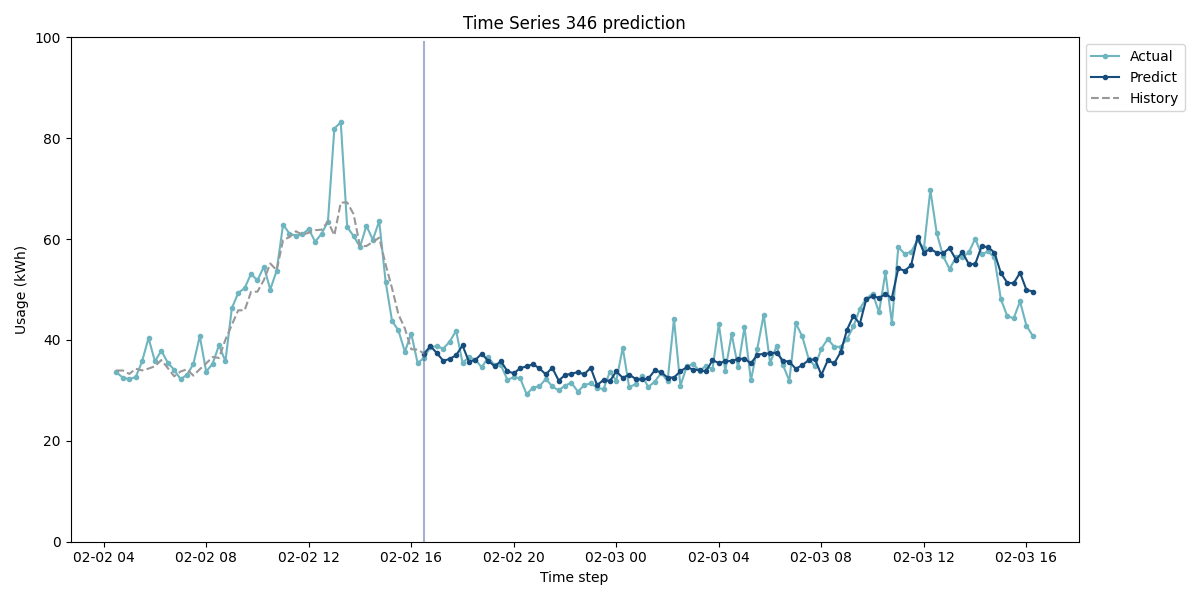 Time Series 346 prediction
100
80
60
40
20
0
Usage (kWh)
02-02 04
02-02 08
02-02 12
02-02 16
02-02 20
02-03 00
02-03 04
02-03 08
02-03 12
02-03 16
Time step
Actual
Predict
History